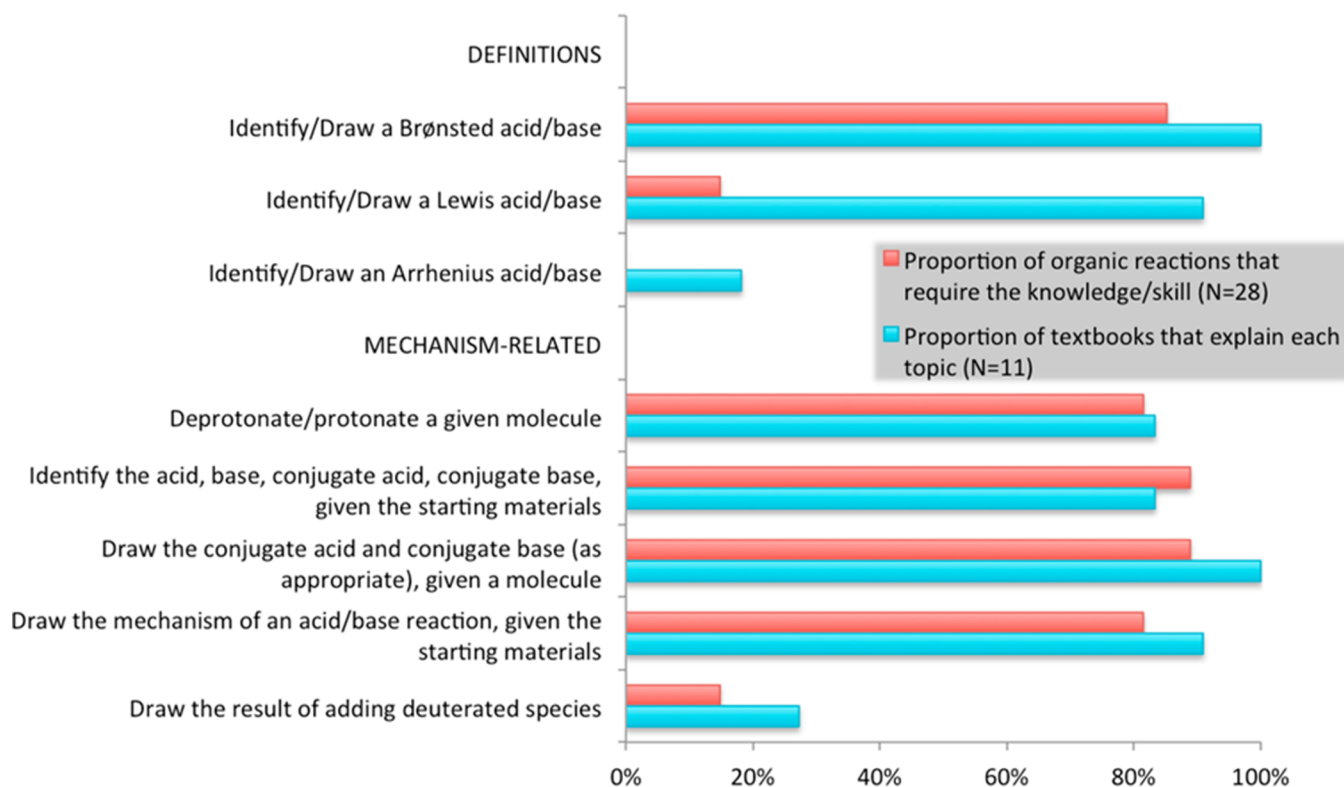 DEFINITIONS
Identify/Draw a Brønsted acid/base
Identify/Draw a Lewis acid/base
Identify/Draw an Arrhenius acid/base
MECHANISM-RELATED
Deprotonate/protonate a given molecule
Identify the acid, base, conjugate acid, conjugate base,
given the starting materials
Draw the conjugate acid and conjugate base (as
appropriate), given a molecule
Draw the mechanism of an acid/base reaction, given the
starting materials
Draw the result of adding deuterated species
Proportion of organic reactions that
require the knowledge/skill (N=28)
Proportion of textbooks that explain each
topic (N=11)
0% 20% 40% 60% 80% 100%